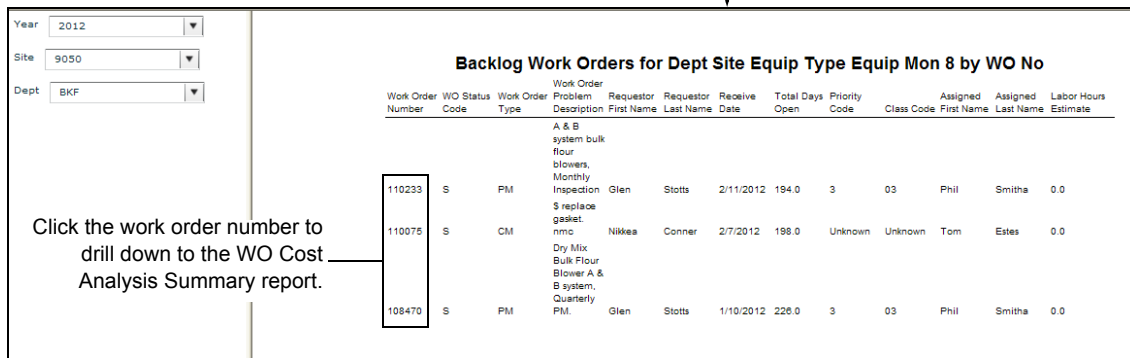 Year 2012
Site 9050
Dept BKF
Backlog Work Orders for Dept Site Equip Type Equip Mon 8 by WO No
Work Order Number WO Status Code Work Order Type Work Order Problem Description Requestor First Name Requestor Last Name Receive Date Total Days Open Priority Code Class Code Assigned First Name Assigned Last Name Labor Hours Estimate
110233 S PM A & B system bulk flour blowers, Monthly Inspection Glen Stotts 2/11/2012 194.0 3 03 Phil Smitha 0.0
110075 S CM $ replace gasket. nmc Nikkea Conner 2/7/2012 198.0 Unknown Unknown Tom Estes 0.0
108470 S PM Dry Mix Bulk Flour Blower A & B system, Quarterly PM. Glen Stotts 1/10/2012 226.0 3 03 Phil Smitha 0.0
Click the work order number to
drill down to the WO Cost
Analysis Summary report.